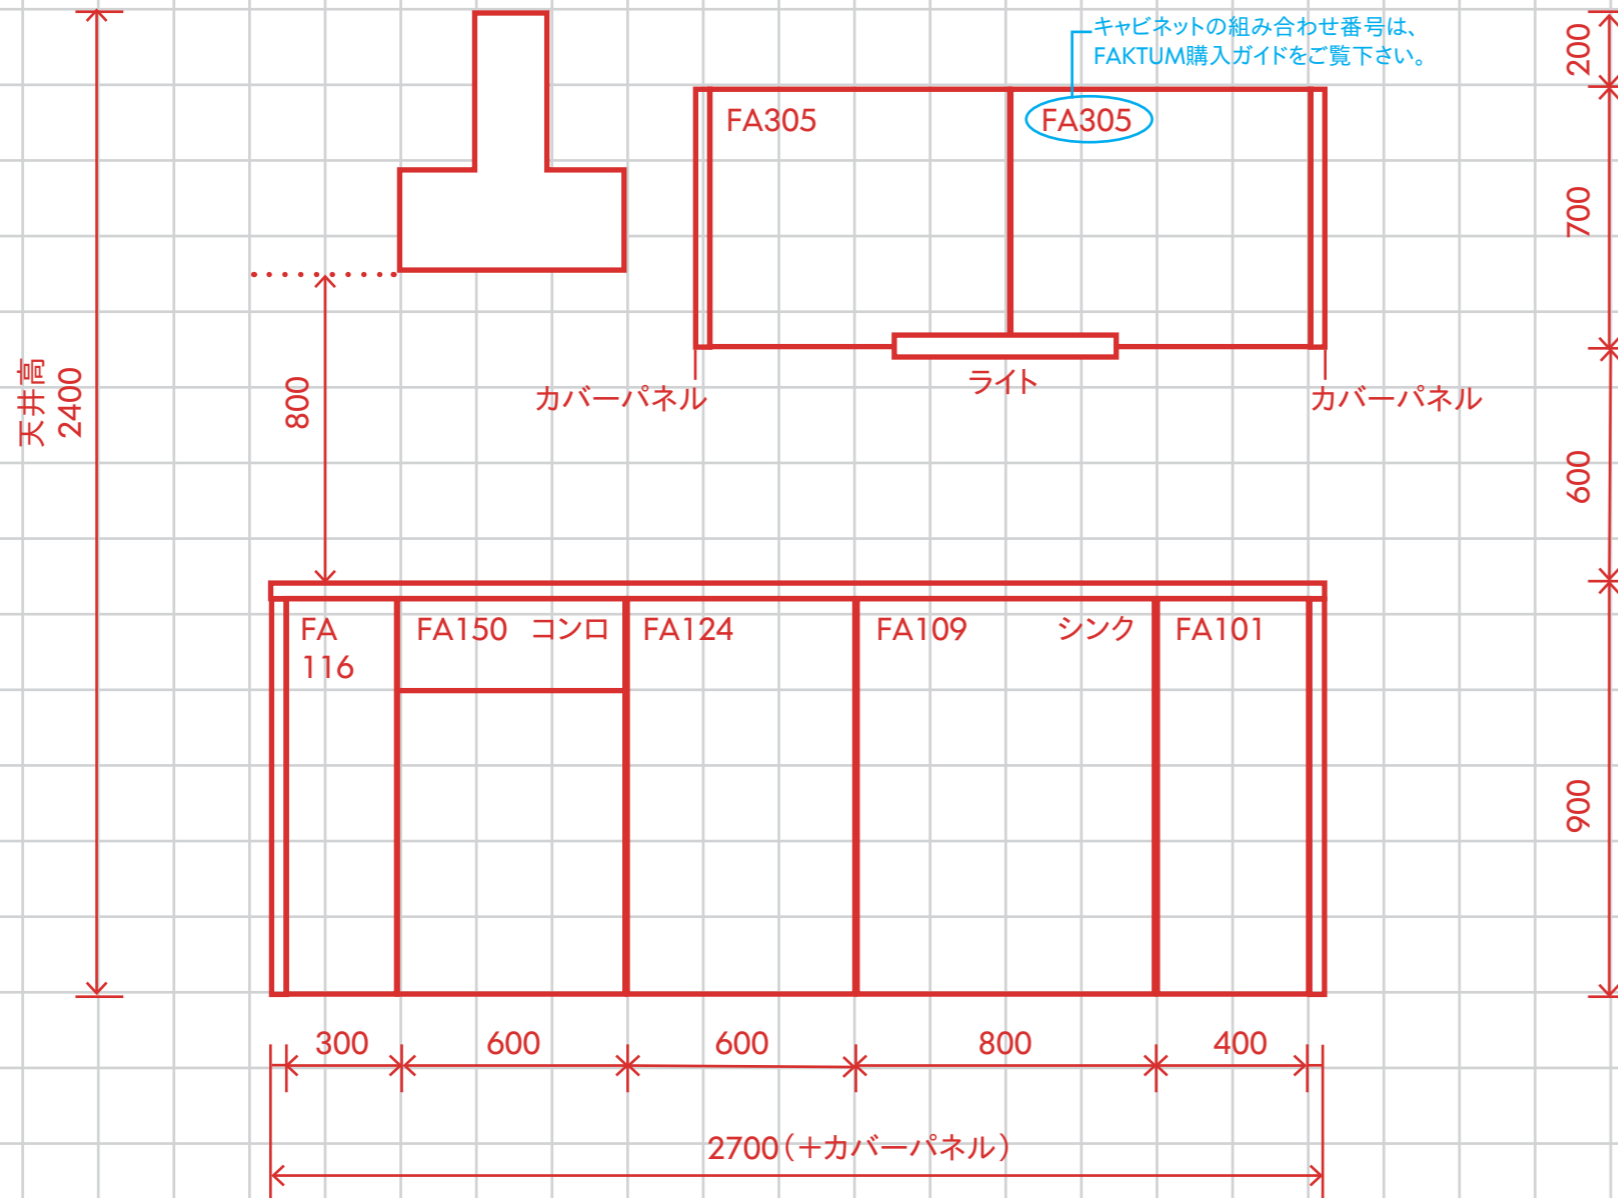 キャビネットの組み合わせ番号は、
FAKTUM購入ガイドをご覧下さい。
200
FA305
FA305
700
天井高
2400
800
カバーパネル
ライト
カバーパネル
600
FA
116
FA150 コンロ
FA124
FA109
シンク
FA101
900
300
600
600
800
400
2700(+カバーパネル)